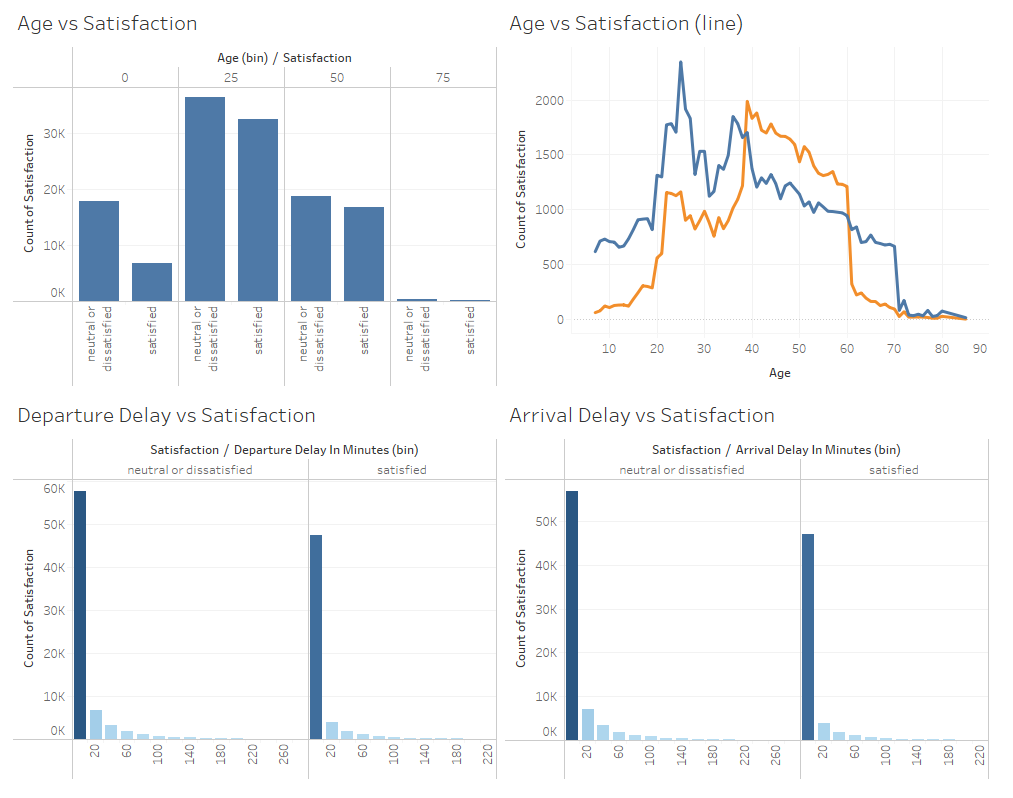 Age vs Satisfaction
Age (bin) / Satisfaction
0 25 50 75
Count of Satisfaction
30K
20K
10K
0K
neutral or dissatisfied
satisfied
neutral or dissatisfied
satisfied
neutral or dissatisfied
satisfied
neutral or dissatisfied
satisfied
Age vs Satisfaction (line)
Count of Satisfaction
2000
1500
1000
500
0
10 20 30 40 50 60 70 80 90
Age
Departure Delay vs Satisfaction
Satisfaction / Departure Delay In Minutes (bin)
neutral or dissatisfied satisfied
Count of Satisfaction
60K
50K
40K
30K
20K
10K
0K
20 60 100 140 180 220 260 20 60 100 140 180 220
Arrival Delay vs Satisfaction
Satisfaction / Arrival Delay In Minutes (bin)
neutral or dissatisfied satisfied
Count of Satisfaction
50K
40K
30K
20K
10K
0K
20 60 100 140 180 220 260 20 60 100 140 180 220